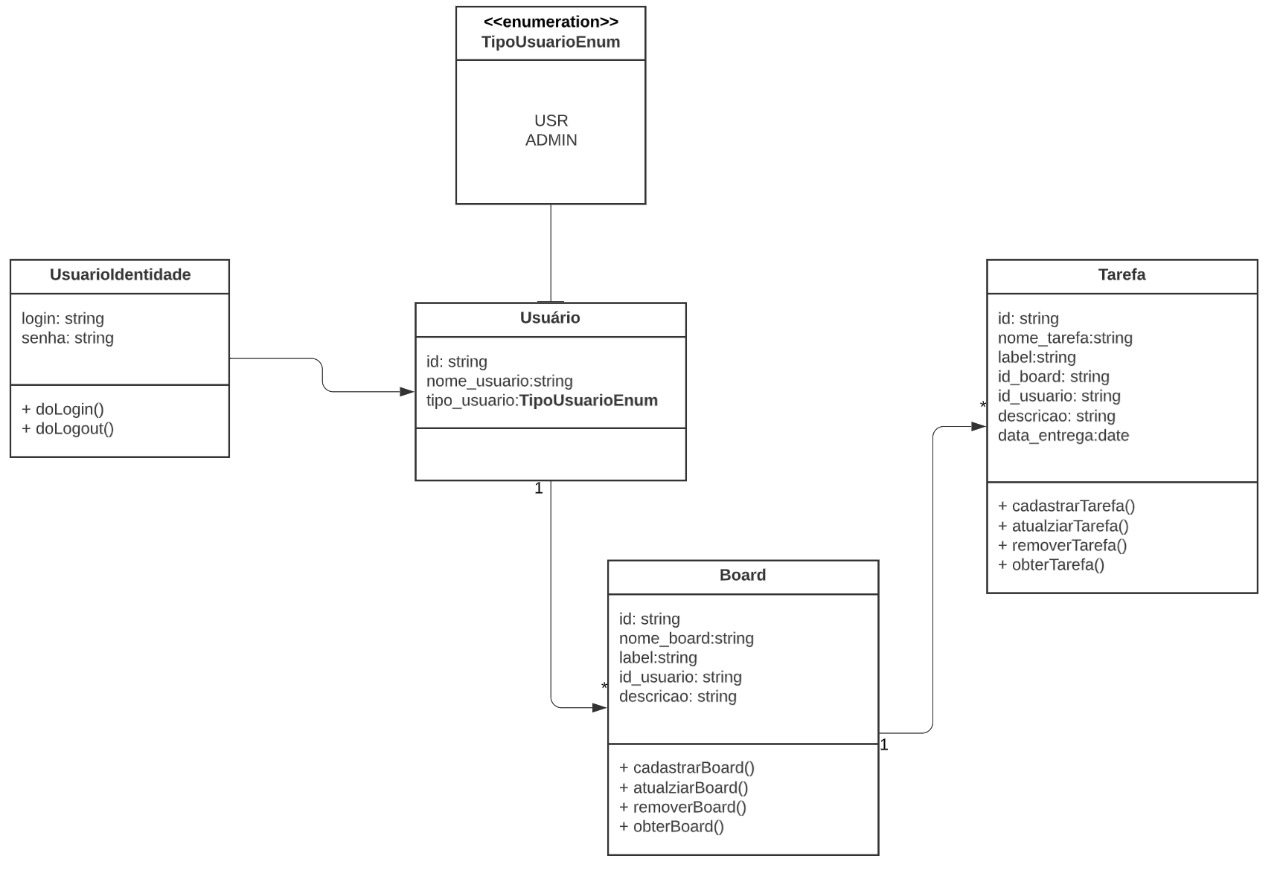 <<enumeration>>
TipoUsuarioEnum
USR
ADMIN
UsuarioIdentidade
login: string
senha: string
+ doLogin()
+ doLogout()
Usuário
id: string
nome_usuario:string
tipo_usuario:TipoUsuarioEnum
1
*
Board
id: string
nome_board:string
label:string
id_usuario: string
descricao: string
+ cadastrarBoard()
+ atualziarBoard()
+ removerBoard()
+ obterBoard()
1
*
Tarefa
id: string
nome_tarefa:string
label:string
id_board: string
id_usuario: string
descricao: string
data_entrega:date
+ cadastrarTarefa()
+ atualziarTarefa()
+ removerTarefa()
+ obterTarefa()